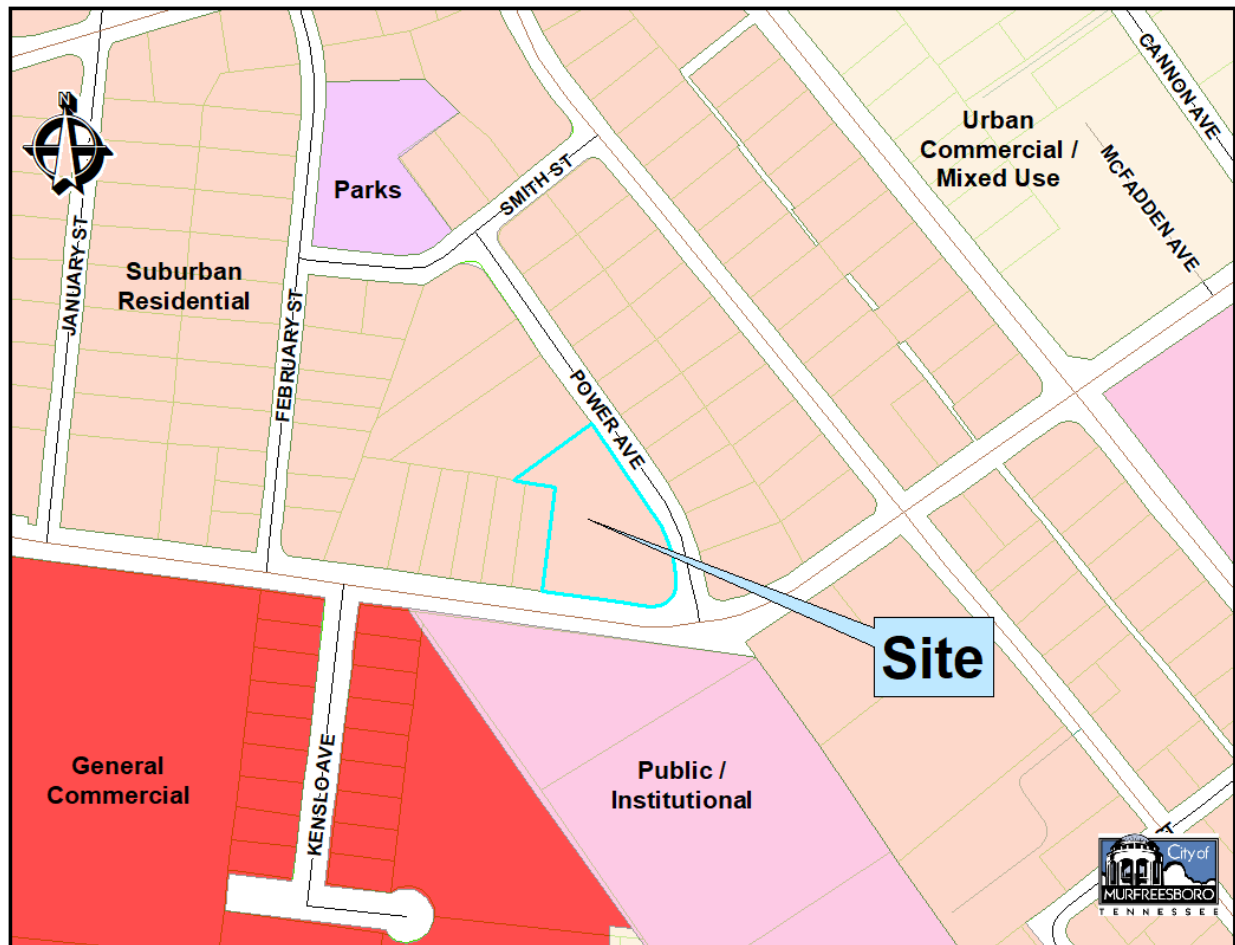 N
CANNON AVE
Urban
Commercial /
Mixed Use
McFADDEN AVE
Parks
SMITH ST
JANUARY ST
Suburban
Residential
FEBRUARY ST
POWER AVE
Site
General
Commercial
KENSLO AVE
Public /
Institutional
ST
City of
MURFREESBORO
TENNESSEE